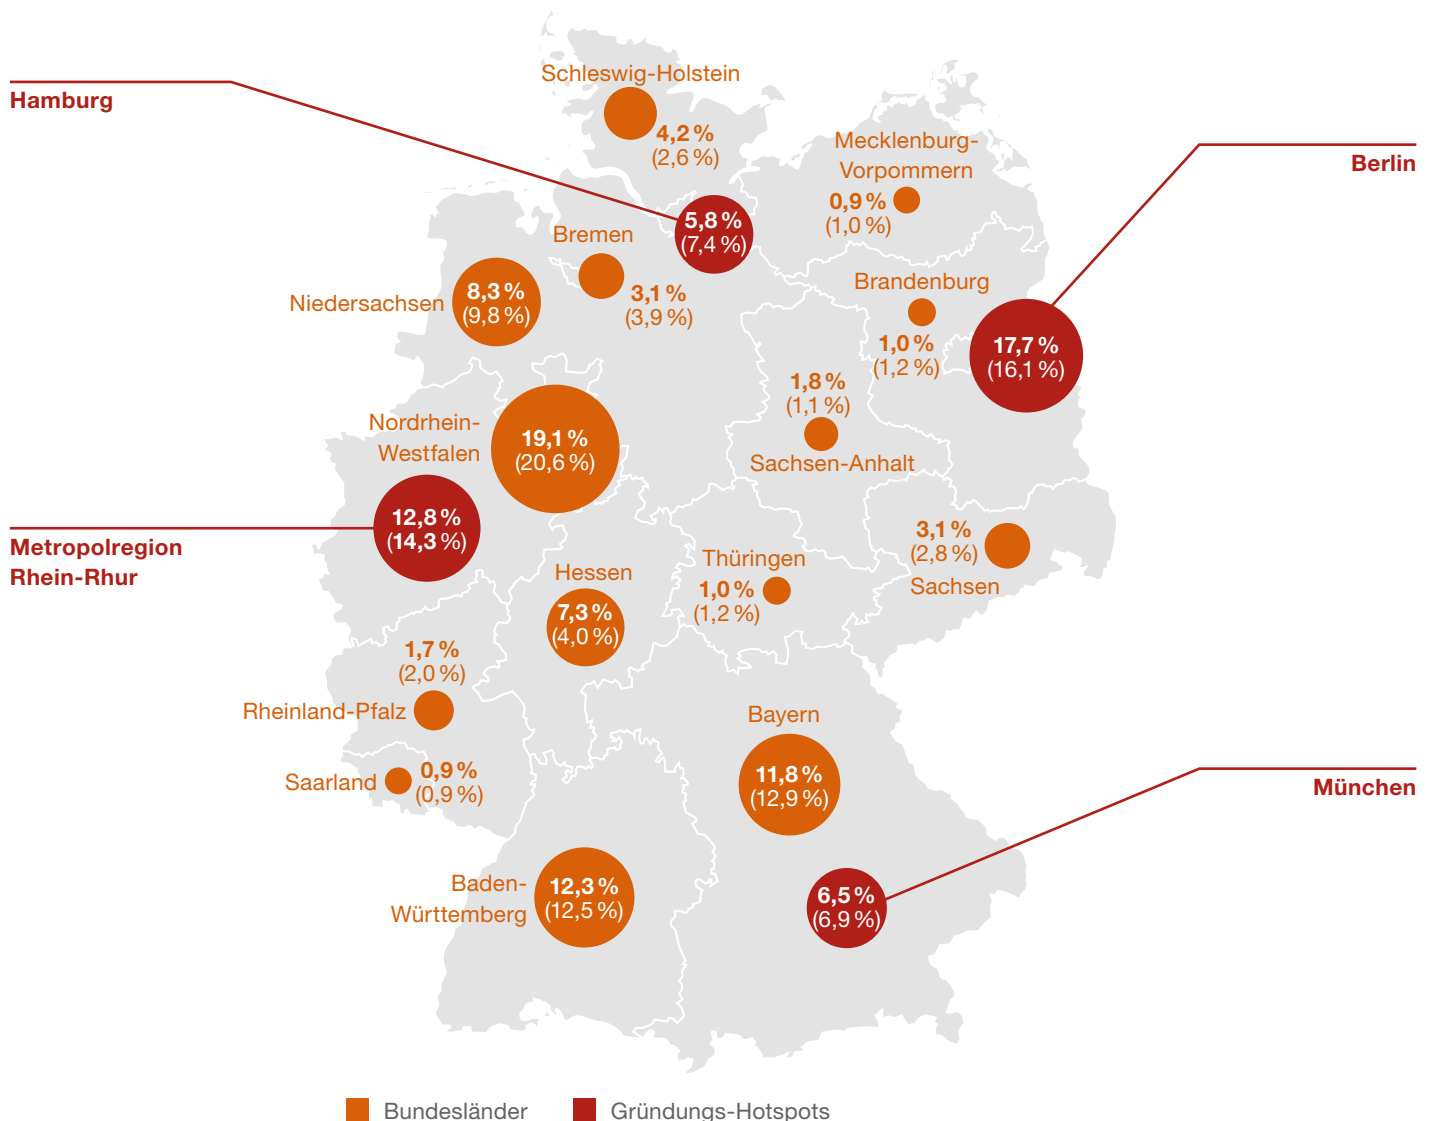 Schleswig-Holstein
4,2 %
(2,6 %)
Hamburg
5,8 %
(7,4 %)
Mecklenburg-
Vorpommern
0,9 %
(1,0 %)
Berlin
17,7 %
(16,1 %)
Bremen
3,1 %
(3,9 %)
Niedersachsen
8,3 %
(9,8 %)
Brandenburg
1,0 %
(1,2 %)
1,8 %
(1,1 %)
Sachsen-Anhalt
Nordrhein-
Westfalen
19,1 %
(20,6 %)
Metropolregion
Rhein-Rhur
12,8 %
(14,3 %)
3,1 %
(2,8 %)
Sachsen
Thüringen
1,0 %
(1,2 %)
Hessen
7,3 %
(4,0 %)
1,7 %
(2,0 %)
Rheinland-Pfalz
Saarland
0,9 %
(0,9 %)
Bayern
11,8 %
(12,9 %)
München
6,5 %
(6,9 %)
Baden-
Württemberg
12,3 %
(12,5 %)
Bundesländer
Gründungs-Hotspots